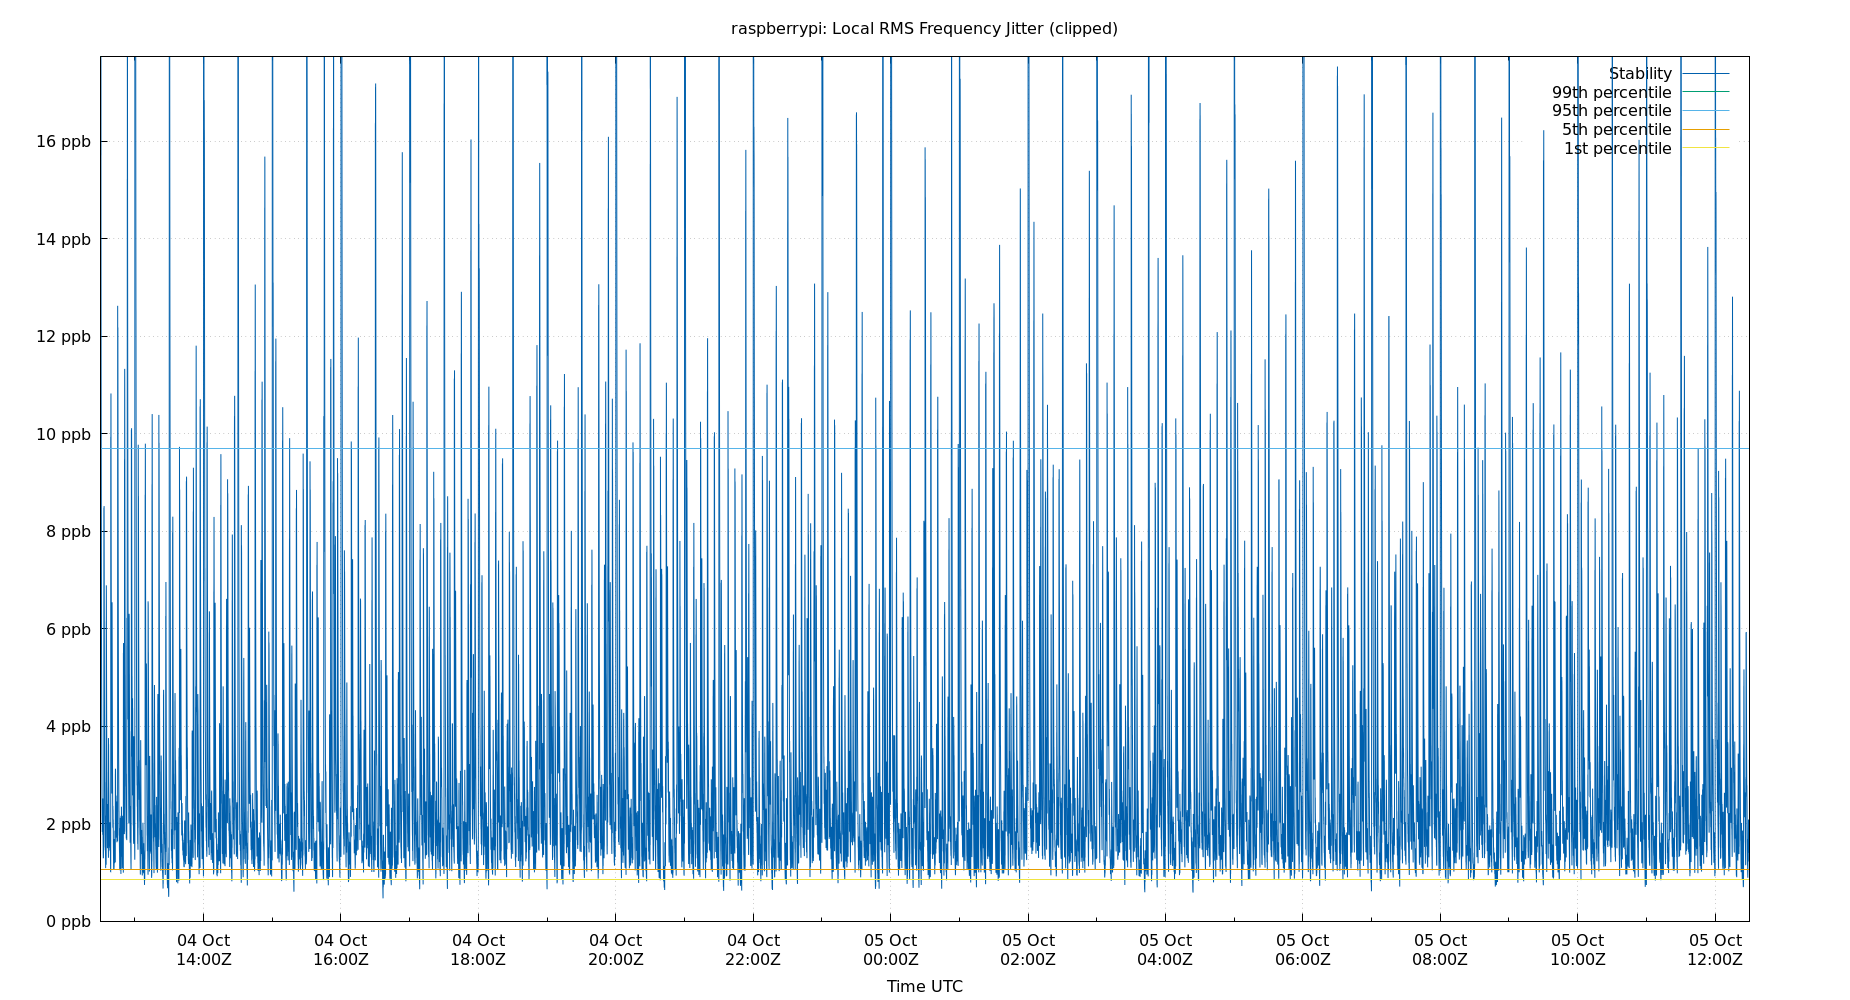 raspberrypi: Local RMS Frequency Jitter (clipped)
Stability
99th percentile
95th percentile
5th percentile
1st percentile
16 ppb
14 ppb
12 ppb
10 ppb
8 ppb
6 ppb
4 ppb
2 ppb
0 ppb
04 Oct 04 Oct 04 Oct 04 Oct 04 Oct 05 Oct 05 Oct 05 Oct 05 Oct 05 Oct 05 Oct 05 Oct
14:00Z 16:00Z 18:00Z 20:00Z 22:00Z 00:00Z 02:00Z 04:00Z 06:00Z 08:00Z 10:00Z 12:00Z
Time UTC